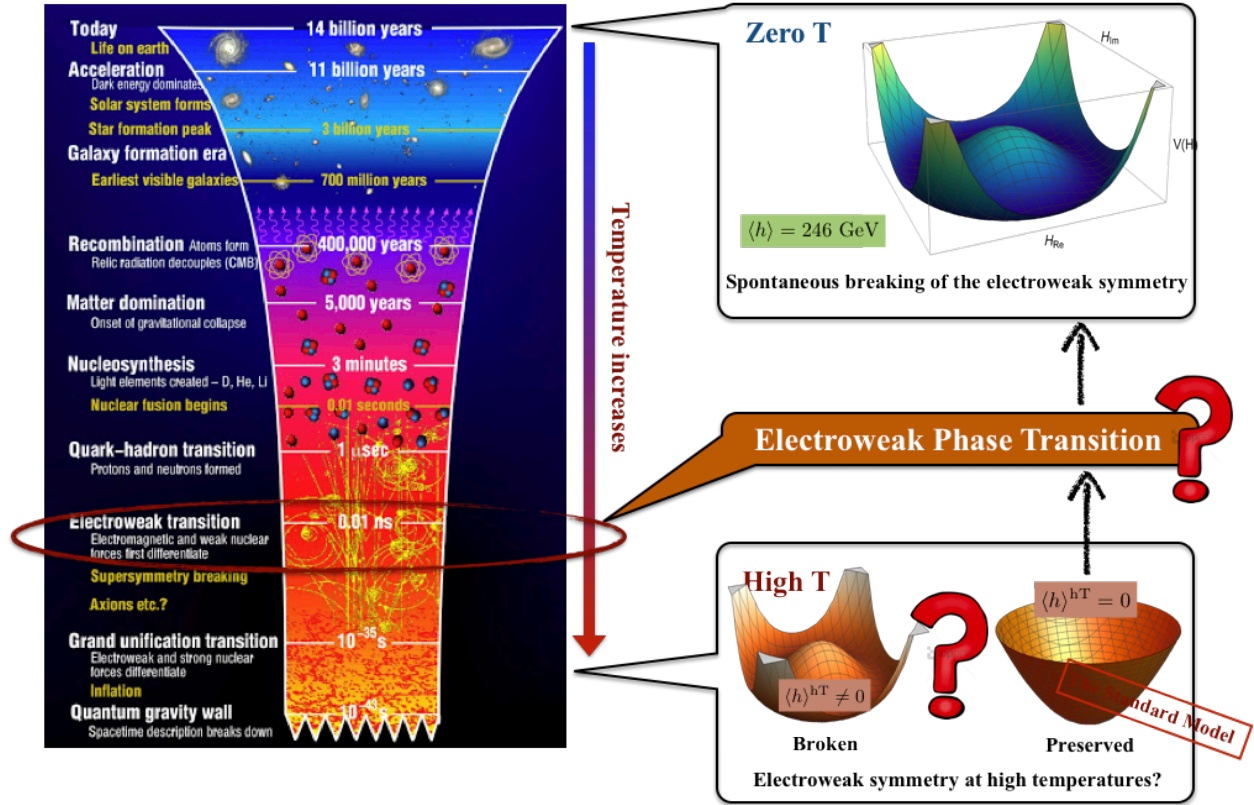 Today
14 billion years
Life on earth
Acceleration
11 billion years
Dark energy dominates
Solar system forms
Star formation peak
3 billion years
Galaxy formation era
Earliest visible galaxies
700 million years
Recombination Atoms form
400,000 years
Relic radiation decouples (CMB)
Matter domination
5,000 years
Onset of gravitational collapse
Nucleosynthesis
3 minutes
Light elements created – D, He, Li
Nuclear fusion begins
0.01 seconds
Quark–hadron transition
1 μsec
Protons and neutrons formed
Electroweak transition
0.01 ns
Electromagnetic and weak nuclear
forces first differentiate
Supersymmetry breaking
Axions etc.?
Grand unification transition
10⁻³⁵s
Electroweak and strong nuclear
forces differentiate
Inflation
Quantum gravity wall
10⁻⁴³s
Spacetime description breaks down
Temperature increases
Zero T
H_Im
V(H)
H_Re
⟨h⟩ = 246 GeV
Spontaneous breaking of the electroweak symmetry
Electroweak Phase Transition ?
High T
⟨h⟩^hT ≠ 0
?
⟨h⟩^hT = 0
Standard Model
Broken
Preserved
Electroweak symmetry at high temperatures?